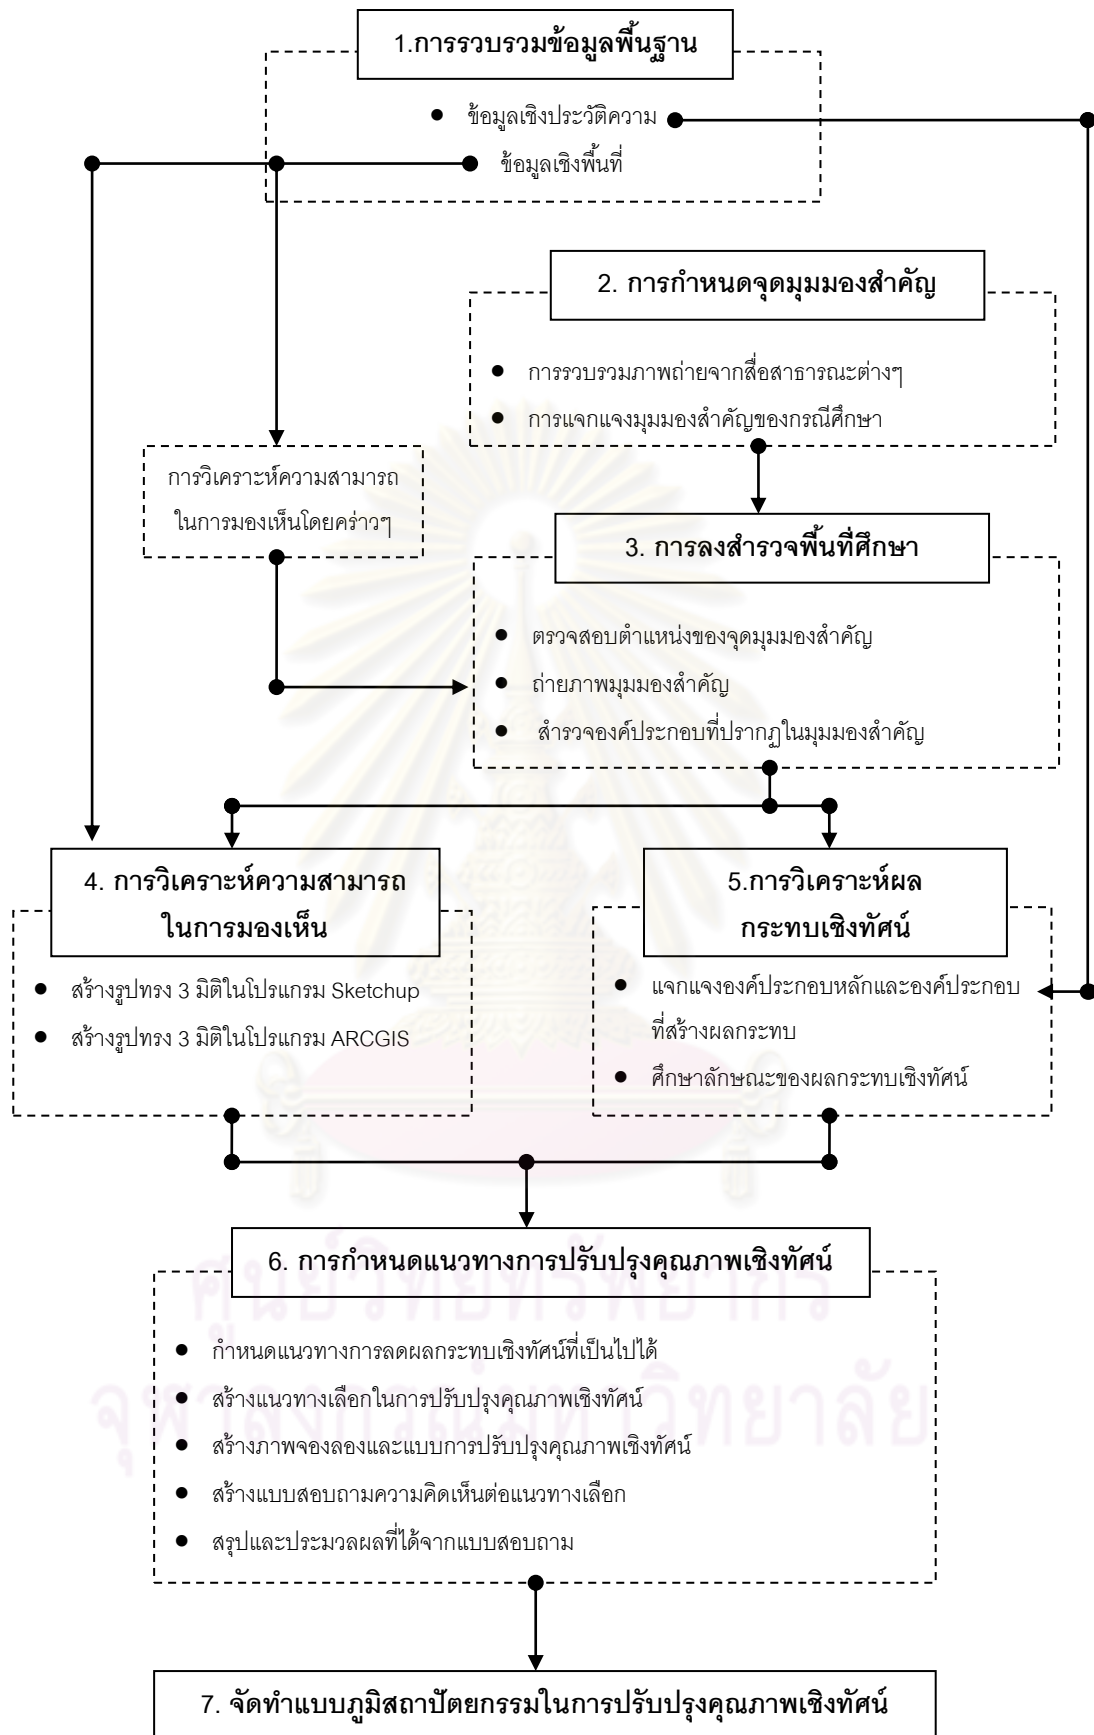 1.การรวบรวมข้อมูลพื้นฐาน
● ข้อมูลเชิงประวัติความ
ข้อมูลเชิงพื้นที่
2. การกำหนดจุดมุมมองสำคัญ
● การรวบรวมภาพถ่ายจากสื่อสาธารณะต่างๆ
● การแจกแจงมุมมองสำคัญของกรณีศึกษา
การวิเคราะห์ความสามารถ
ในการมองเห็นโดยคร่าวๆ
3. การลงสำรวจพื้นที่ศึกษา
● ตรวจสอบตำแหน่งของจุดมุมมองสำคัญ
● ถ่ายภาพมุมมองสำคัญ
● สำรวจองค์ประกอบที่ปรากฏในมุมมองสำคัญ
4. การวิเคราะห์ความสามารถ
ในการมองเห็น
● สร้างรูปทรง 3 มิติในโปรแกรม Sketchup
● สร้างรูปทรง 3 มิติในโปรแกรม ARCGIS
5.การวิเคราะห์ผล
กระทบเชิงทัศน์
● แจกแจงองค์ประกอบหลักและองค์ประกอบ
ที่สร้างผลกระทบ
● ศึกษาลักษณะของผลกระทบเชิงทัศน์
6. การกำหนดแนวทางการปรับปรุงคุณภาพเชิงทัศน์
● กำหนดแนวทางการลดผลกระทบเชิงทัศน์ที่เป็นไปได้
● สร้างแนวทางเลือกในการปรับปรุงคุณภาพเชิงทัศน์
● สร้างภาพจองลองและแบบการปรับปรุงคุณภาพเชิงทัศน์
● สร้างแบบสอบถามความคิดเห็นต่อแนวทางเลือก
● สรุปและประมวลผลที่ได้จากแบบสอบถาม
7. จัดทำแบบภูมิสถาปัตยกรรมในการปรับปรุงคุณภาพเชิงทัศน์
ศูนย์วิทยทรัพยากร
จุฬาลงกรณ์มหาวิทยาลัย